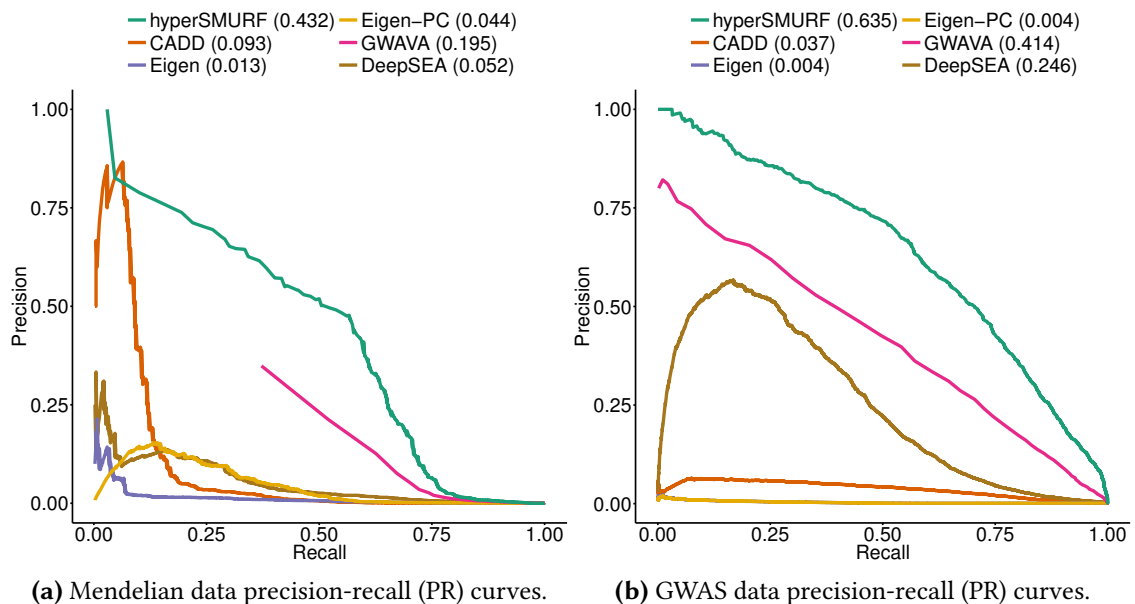 hyperSMURF (0.432) Eigen−PC (0.044)
CADD (0.093) GWAVA (0.195)
Eigen (0.013) DeepSEA (0.052)
1.00
0.75
0.50
0.25
0.00
Precision
0.00 0.25 0.50 0.75 1.00
Recall
(a) Mendelian data precision-recall (PR) curves.
hyperSMURF (0.635) Eigen−PC (0.004)
CADD (0.037) GWAVA (0.414)
Eigen (0.004) DeepSEA (0.246)
1.00
0.75
0.50
0.25
0.00
Precision
0.00 0.25 0.50 0.75 1.00
Recall
(b) GWAS data precision-recall (PR) curves.